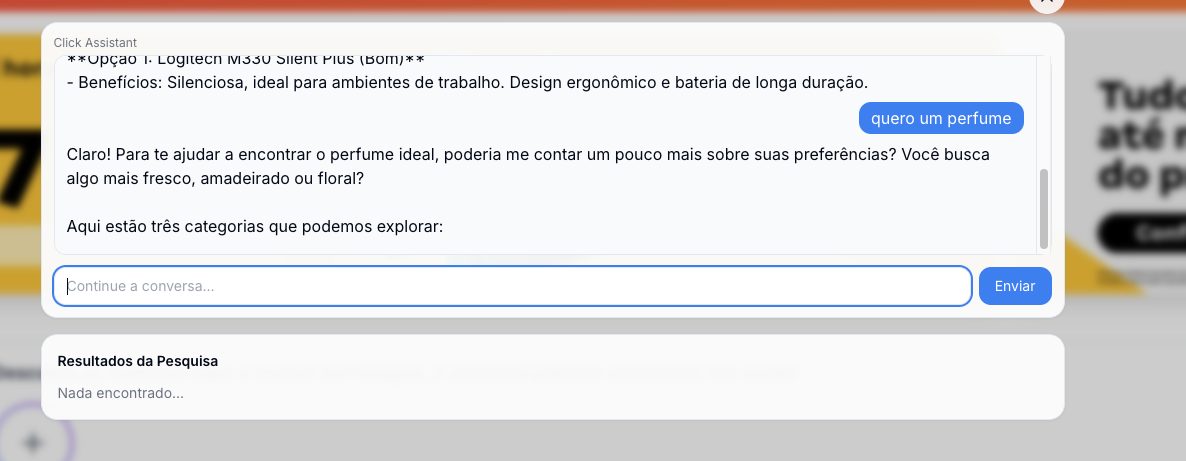 Click Assistant
**Opção 1: Logitech M330 Silent Plus (Bom)**
- Benefícios: Silenciosa, ideal para ambientes de trabalho. Design ergonômico e bateria de longa duração.
quero um perfume
Claro! Para te ajudar a encontrar o perfume ideal, poderia me contar um pouco mais sobre suas preferências? Você busca
algo mais fresco, amadeirado ou floral?
Aqui estão três categorias que podemos explorar:
Continue a conversa...
Enviar
Resultados da Pesquisa
Nada encontrado...
Tudo
até
do